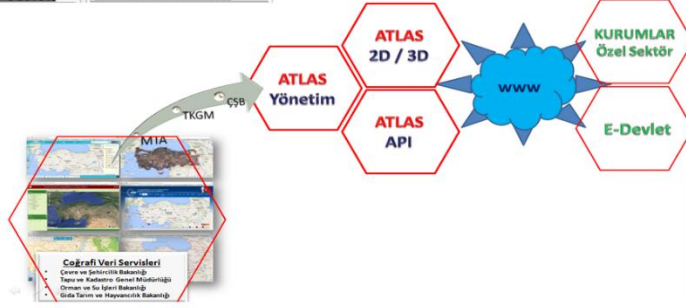 ATLAS
2D / 3D
KURUMLAR
Özel Sektör
ATLAS
Yönetim
www
ÇŞB
TKGM
MTA
ATLAS
API
E-Devlet
Coğrafi Veri Servisleri
• Çevre ve Şehircilik Bakanlığı
• Tapu ve Kadastro Genel Müdürlüğü
• Orman ve Su İşleri Bakanlığı
• Gıda Tarım ve Hayvancılık Bakanlığı